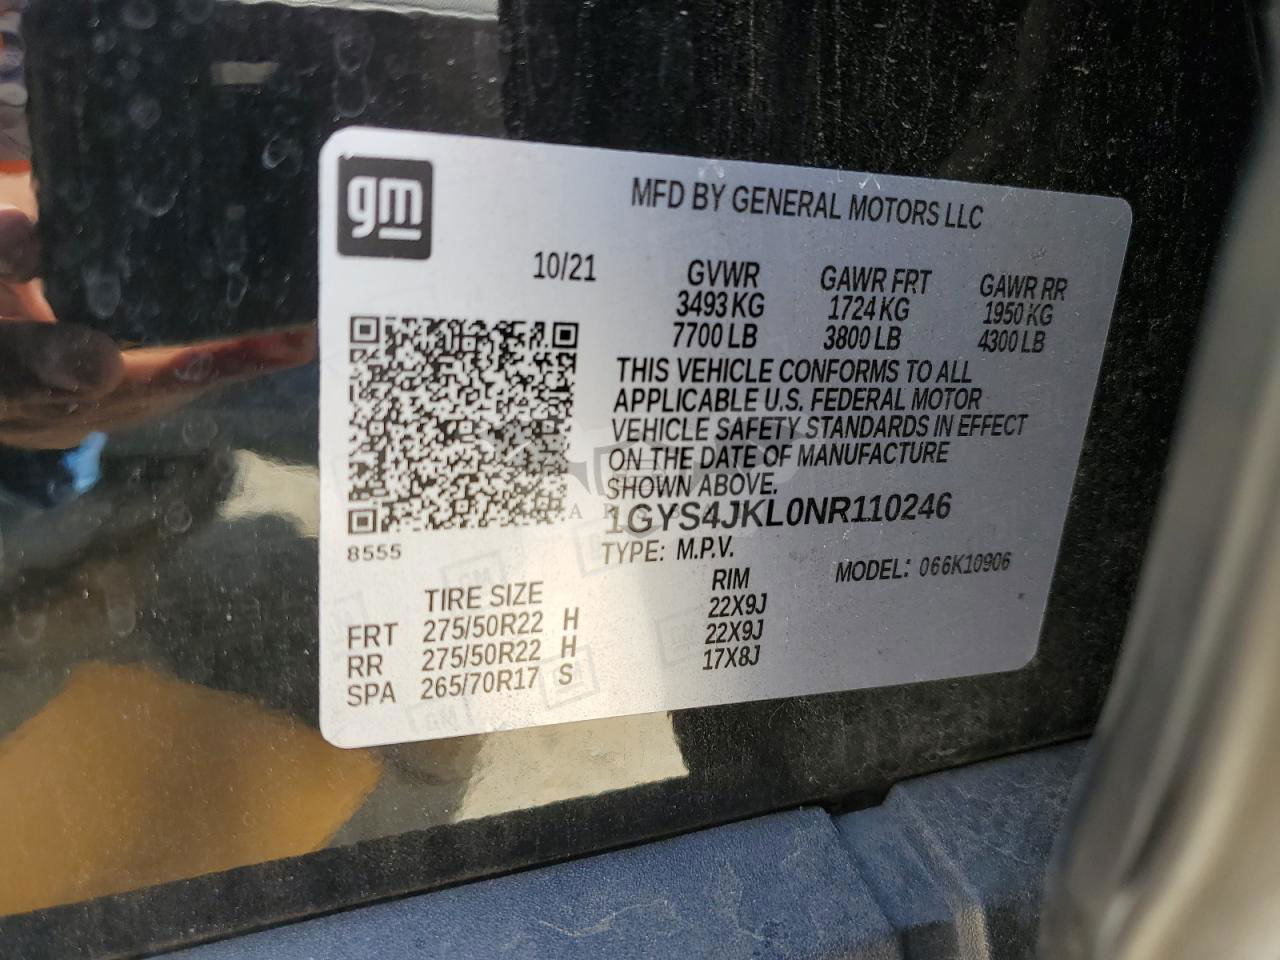 gm
MFD BY GENERAL MOTORS LLC
10/21
GVWR GAWR FRT GAWR RR
3493 KG 1724 KG 1950 KG
7700 LB 3800 LB 4300 LB
THIS VEHICLE CONFORMS TO ALL
APPLICABLE U.S. FEDERAL MOTOR
VEHICLE SAFETY STANDARDS IN EFFECT
ON THE DATE OF MANUFACTURE
SHOWN ABOVE.
1GYS4JKL0NR110246
8555
TYPE: M.P.V. MODEL: 066K10906
TIRE SIZE RIM
FRT 275/50R22 H 22X9J
RR 275/50R22 H 22X9J
SPA 265/70R17 S 17X8J